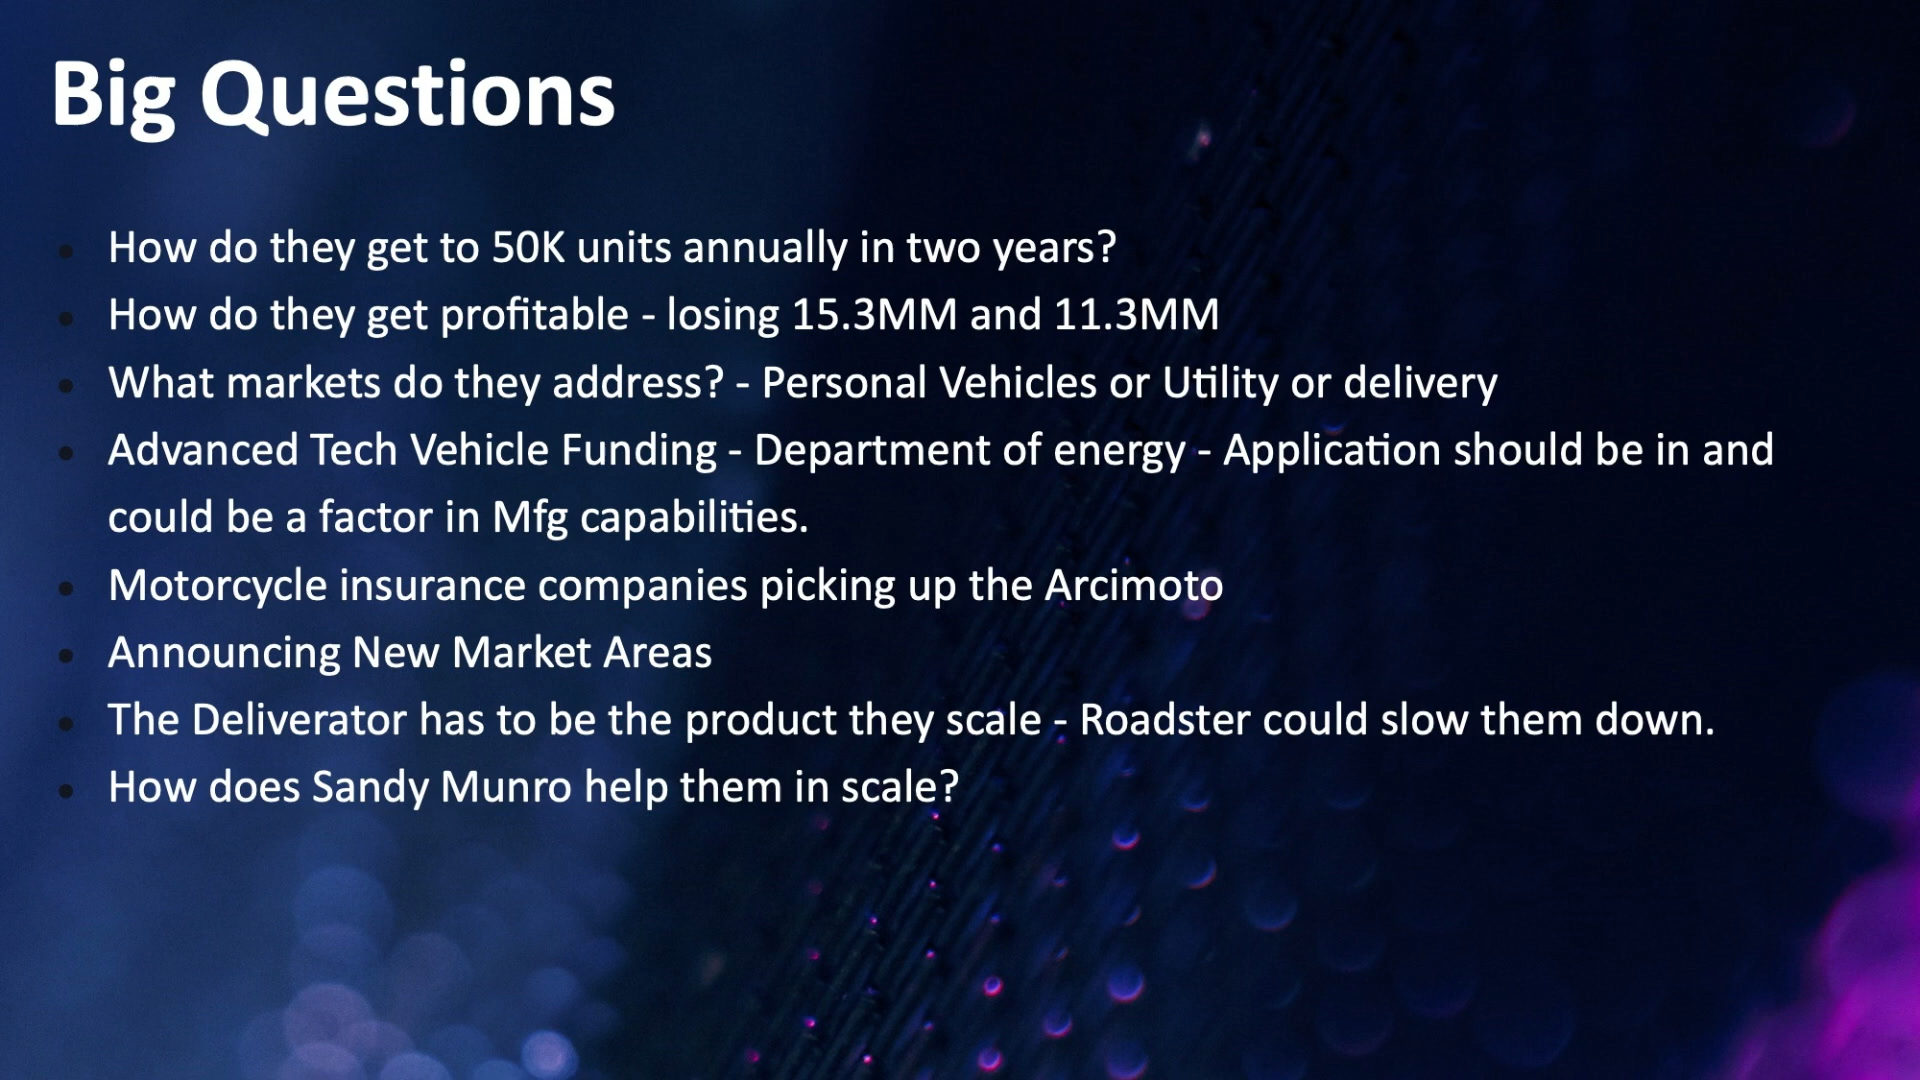 Big Questions
• How do they get to 50K units annually in two years?
• How do they get profitable - losing 15.3MM and 11.3MM
• What markets do they address? - Personal Vehicles or Utility or delivery
• Advanced Tech Vehicle Funding - Department of energy - Application should be in and
could be a factor in Mfg capabilities.
• Motorcycle insurance companies picking up the Arcimoto
• Announcing New Market Areas
• The Deliverator has to be the product they scale - Roadster could slow them down.
• How does Sandy Munro help them in scale?